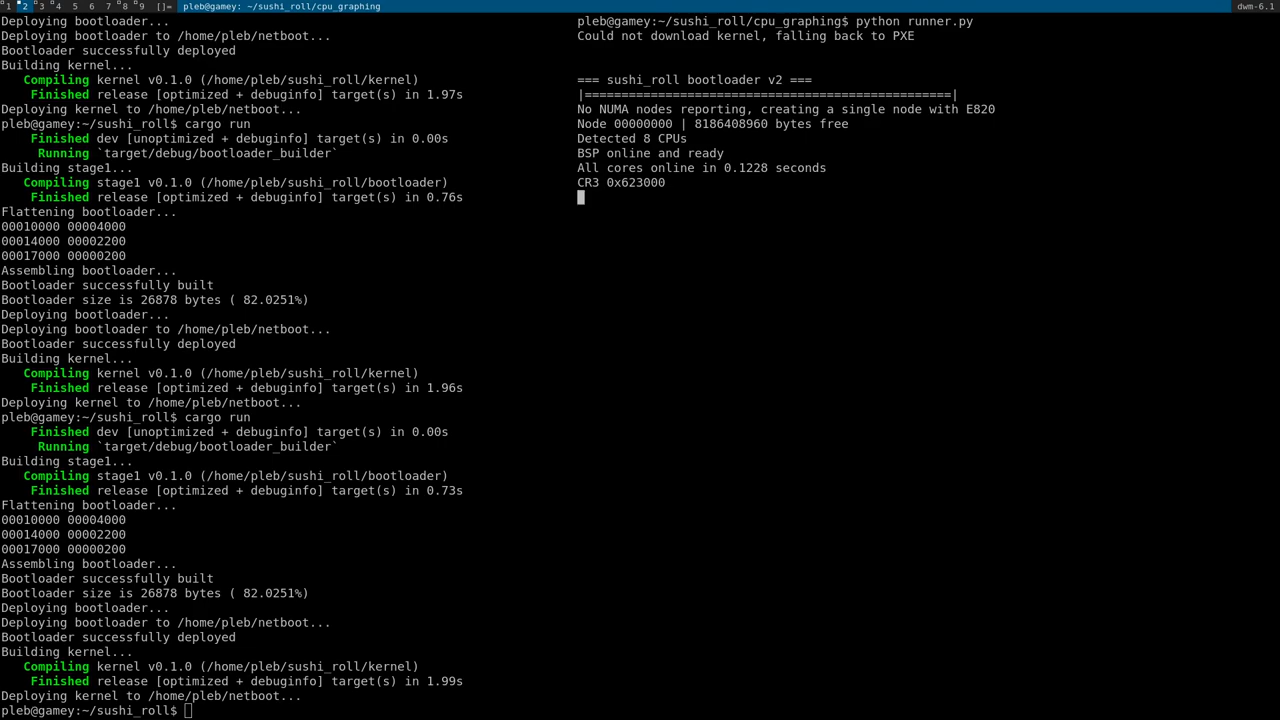 1 2 3 4 5 6 7 8 9 []= pleb@gamey: ~/sushi_roll/cpu_graphing dwm-6.1
Deploying bootloader...
Deploying bootloader to /home/pleb/netboot...
Bootloader successfully deployed
Building kernel...
Compiling kernel v0.1.0 (/home/pleb/sushi_roll/kernel)
Finished release [optimized + debuginfo] target(s) in 1.97s
Deploying kernel to /home/pleb/netboot...
pleb@gamey:~/sushi_roll$ cargo run
Finished dev [unoptimized + debuginfo] target(s) in 0.00s
Running `target/debug/bootloader_builder`
Building stage1...
Compiling stage1 v0.1.0 (/home/pleb/sushi_roll/bootloader)
Finished release [optimized + debuginfo] target(s) in 0.76s
Flattening bootloader...
00010000 00004000
00014000 00002200
00017000 00000200
Assembling bootloader...
Bootloader successfully built
Bootloader size is 26878 bytes ( 82.0251%)
Deploying bootloader...
Deploying bootloader to /home/pleb/netboot...
Bootloader successfully deployed
Building kernel...
Compiling kernel v0.1.0 (/home/pleb/sushi_roll/kernel)
Finished release [optimized + debuginfo] target(s) in 1.96s
Deploying kernel to /home/pleb/netboot...
pleb@gamey:~/sushi_roll$ cargo run
Finished dev [unoptimized + debuginfo] target(s) in 0.00s
Running `target/debug/bootloader_builder`
Building stage1...
Compiling stage1 v0.1.0 (/home/pleb/sushi_roll/bootloader)
Finished release [optimized + debuginfo] target(s) in 0.73s
Flattening bootloader...
00010000 00004000
00014000 00002200
00017000 00000200
Assembling bootloader...
Bootloader successfully built
Bootloader size is 26878 bytes ( 82.0251%)
Deploying bootloader...
Deploying bootloader to /home/pleb/netboot...
Bootloader successfully deployed
Building kernel...
Compiling kernel v0.1.0 (/home/pleb/sushi_roll/kernel)
Finished release [optimized + debuginfo] target(s) in 1.99s
Deploying kernel to /home/pleb/netboot...
pleb@gamey:~/sushi_roll$
pleb@gamey:~/sushi_roll/cpu_graphing$ python runner.py
Could not download kernel, falling back to PXE
=== sushi_roll bootloader v2 ===
|==================================================|
No NUMA nodes reporting, creating a single node with E820
Node 00000000 | 8186408960 bytes free
Detected 8 CPUs
BSP online and ready
All cores online in 0.1228 seconds
CR3 0x623000